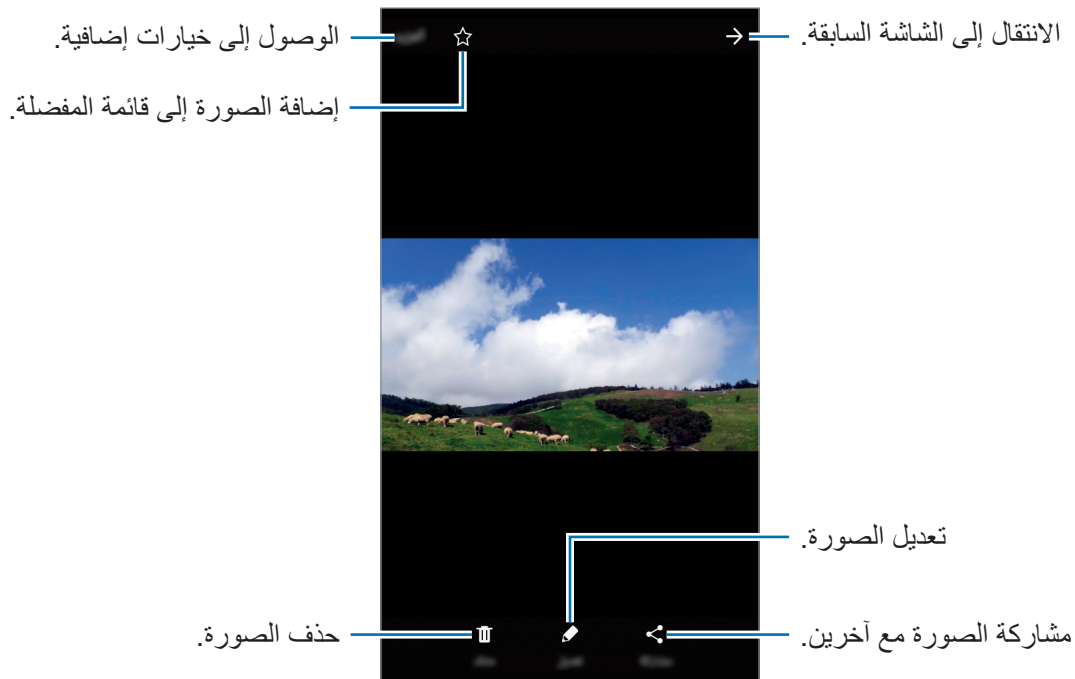 الانتقال إلى الشاشة السابقة.
الوصول إلى خيارات إضافية.
إضافة الصورة إلى قائمة المفضلة.
تعديل الصورة.
مشاركة الصورة مع آخرين.
حذف الصورة.